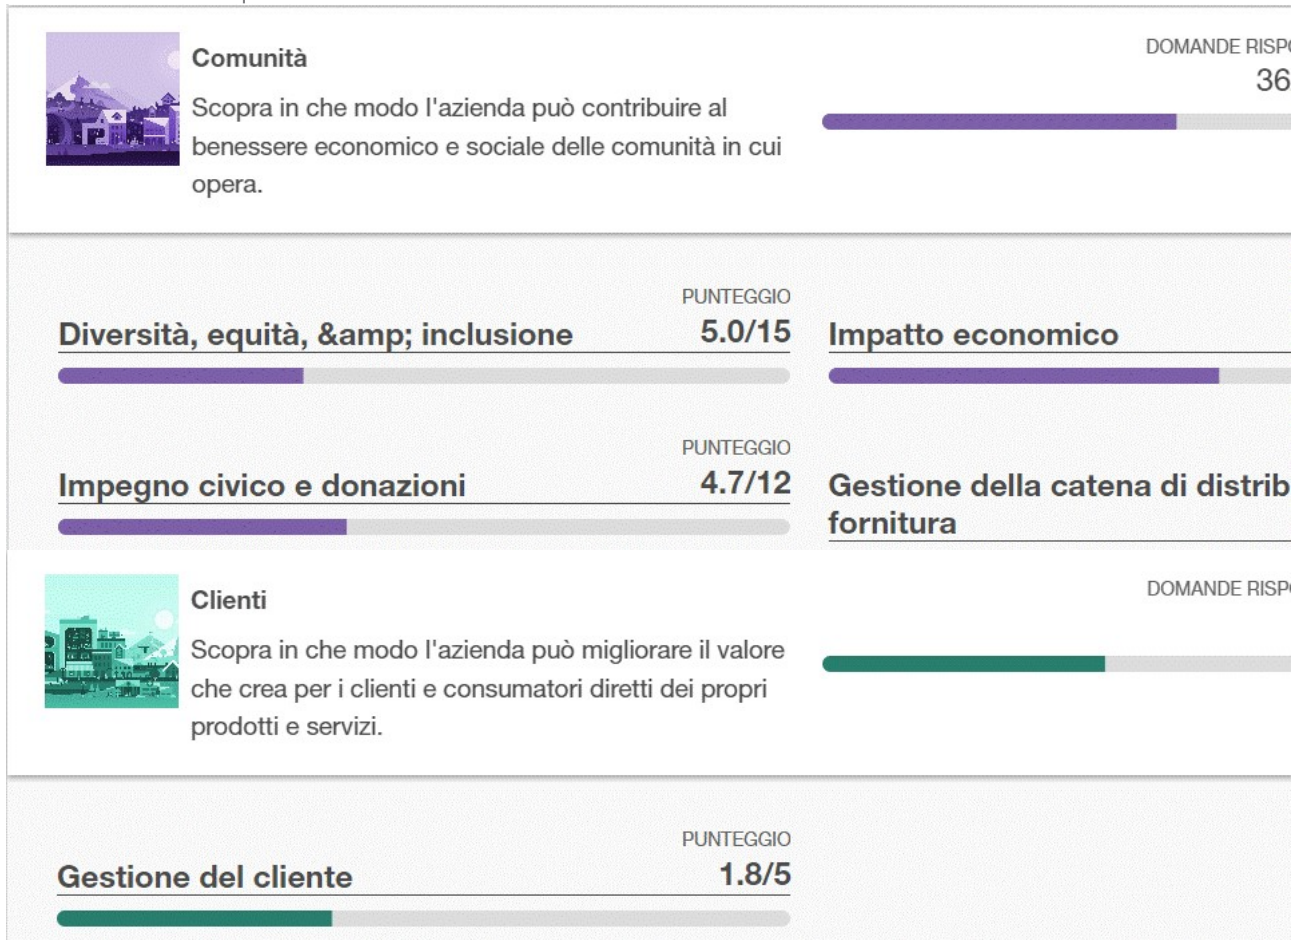 Comunità
Scopra in che modo l'azienda può contribuire al
benessere economico e sociale delle comunità in cui
opera.
DOMANDE RISPO
36
PUNTEGGIO
Diversità, equità, &amp; inclusione 5.0/15
Impatto economico
PUNTEGGIO
Impegno civico e donazioni 4.7/12
Gestione della catena di distrib
fornitura
Clienti
Scopra in che modo l'azienda può migliorare il valore
che crea per i clienti e consumatori diretti dei propri
prodotti e servizi.
DOMANDE RISPO
PUNTEGGIO
Gestione del cliente 1.8/5